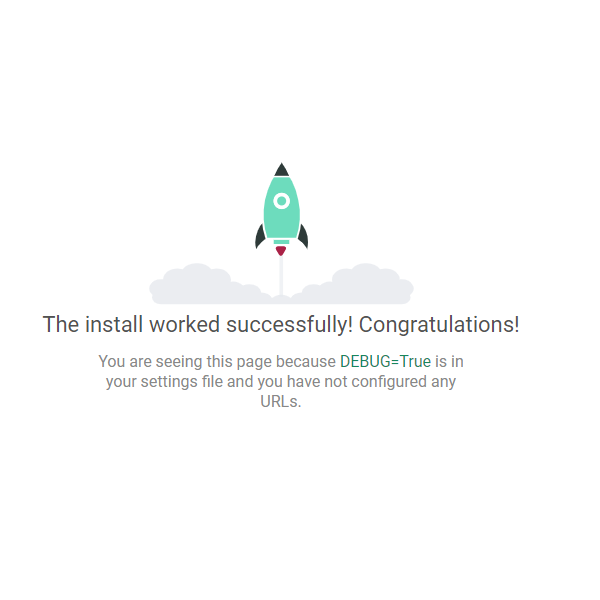 The install worked successfully! Congratulations!
You are seeing this page because DEBUG=True is in
your settings file and you have not configured any
URLs.